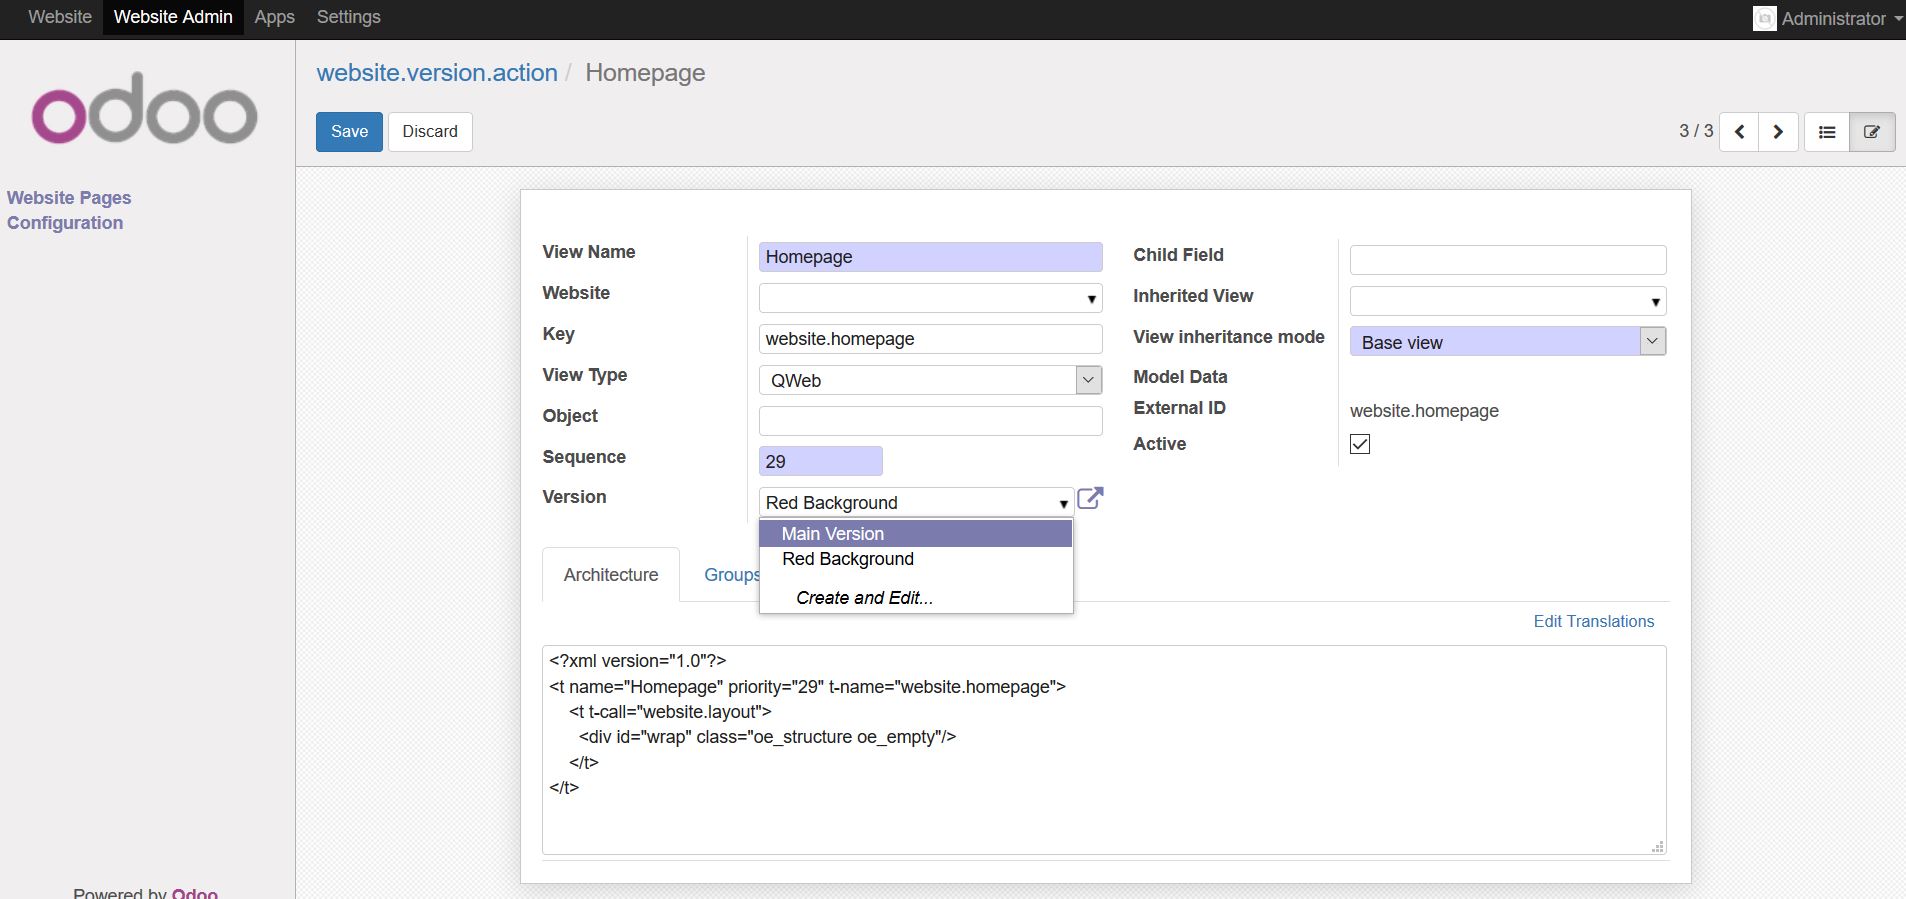 Website Website Admin Apps Settings Administrator
odoo
website.version.action / Homepage
Save Discard 3 / 3
Website Pages
Configuration
View Name Homepage
Website
Key website.homepage
View Type QWeb
Object
Sequence 29
Version Red Background
Main Version
Red Background
Create and Edit...
Child Field
Inherited View
View inheritance mode Base view
Model Data
External ID website.homepage
Active
Architecture Groups
Edit Translations
<?xml version="1.0"?>
<t name="Homepage" priority="29" t-name="website.homepage">
<t t-call="website.layout">
<div id="wrap" class="oe_structure oe_empty"/>
</t>
</t>
Powered by Odoo